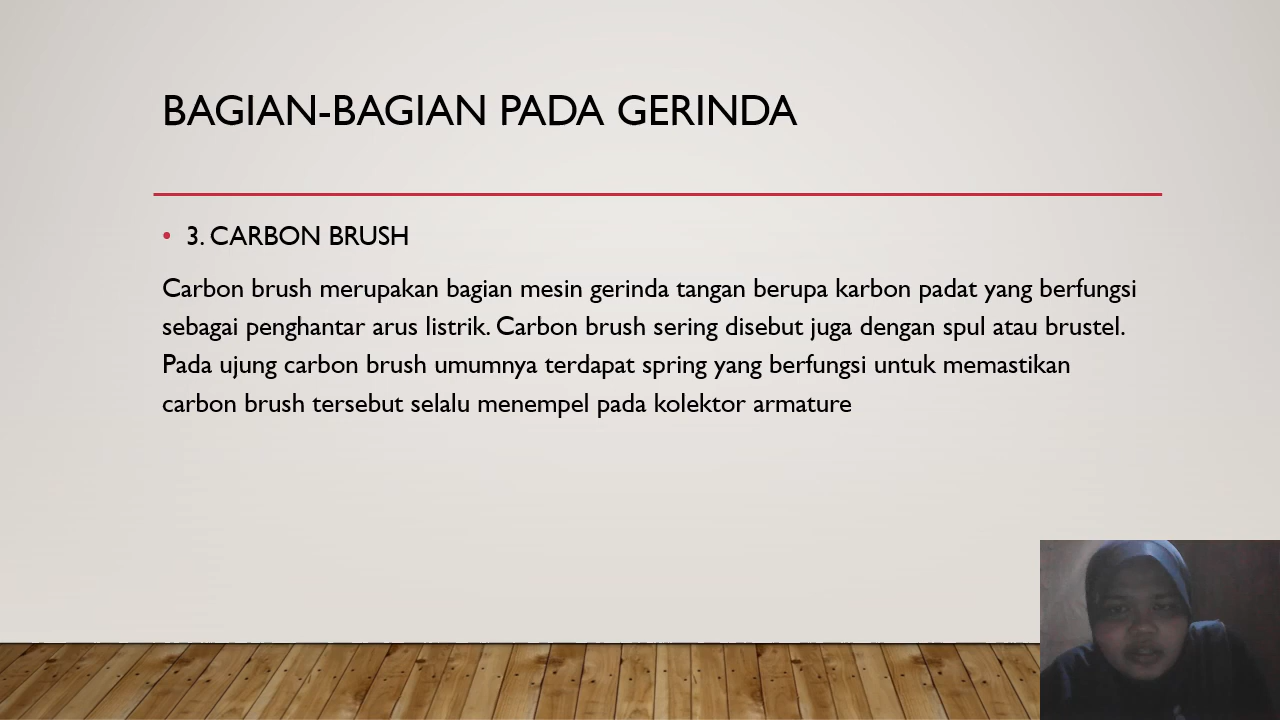 BAGIAN-BAGIAN PADA GERINDA
• 3. CARBON BRUSH
Carbon brush merupakan bagian mesin gerinda tangan berupa karbon padat yang berfungsi
sebagai penghantar arus listrik. Carbon brush sering disebut juga dengan spul atau brustel.
Pada ujung carbon brush umumnya terdapat spring yang berfungsi untuk memastikan
carbon brush tersebut selalu menempel pada kolektor armature